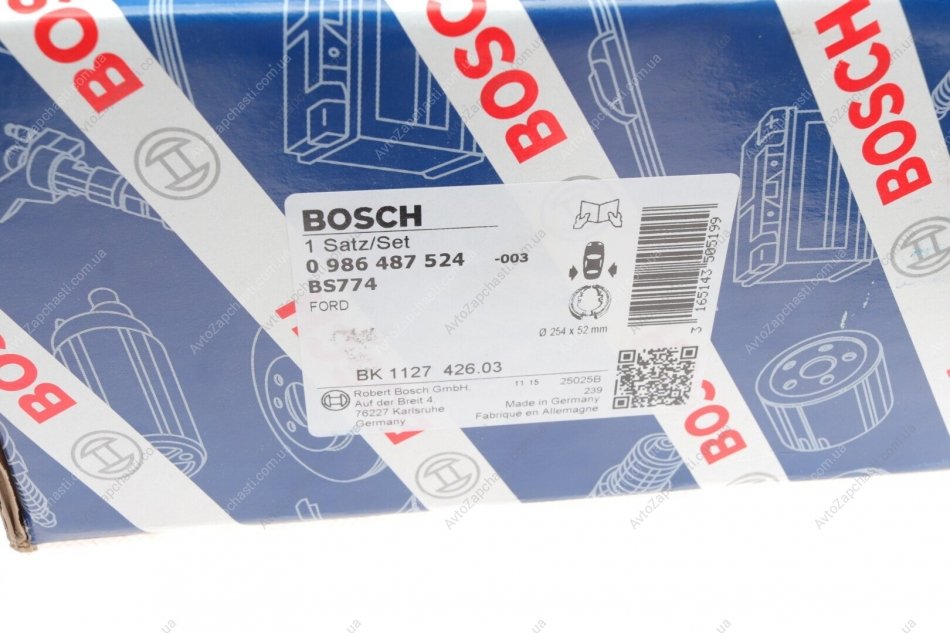 BOSCH
BOSCH
BOSCH
BOSCH
1 Satz/Set
0 986 487 524 -003
BS774
FORD
Ø 254 x 52 mm
3 165143 505199
BK 1127 426.03
Robert Bosch GmbH.
Auf der Breit 4,
76227 Karlsruhe
Germany
11 15 25025B
239
Made in Germany
Fabriqué en Allemagne
BOSCH
BOSCH
AvtoZapchasti.com.ua